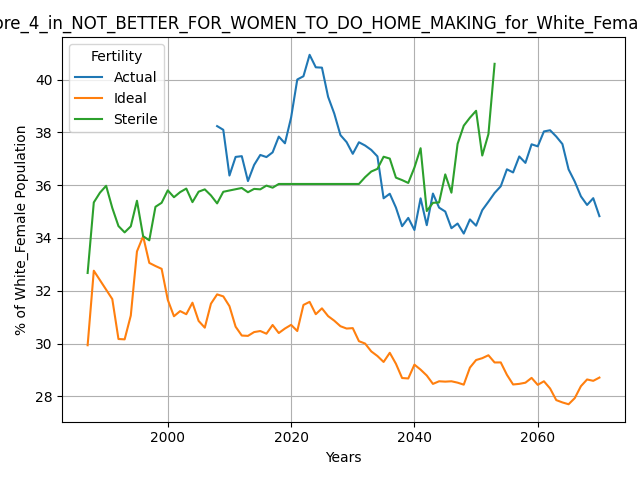 ore_4_in_NOT_BETTER_FOR_WOMEN_TO_DO_HOME_MAKING_for_White_Fema
Fertility
Actual
Ideal
Sterile
40
38
36
34
32
30
28
% of White_Female Population
2000
2020
2040
2060
Years